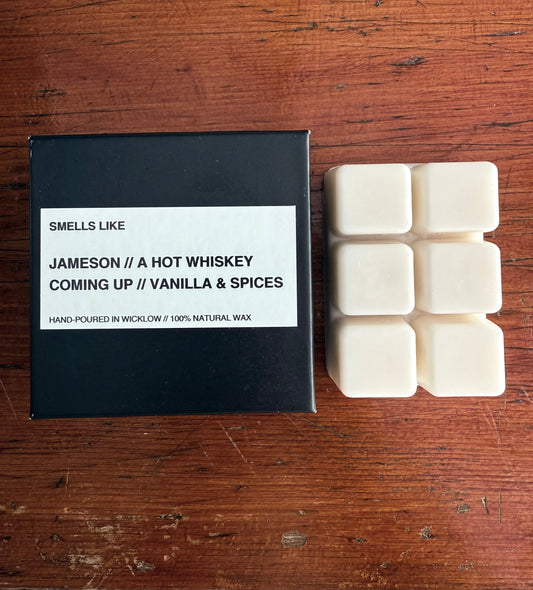 SMELLS LIKE
JAMESON // A HOT WHISKEY
COMING UP // VANILLA & SPICES
HAND-POURED IN WICKLOW // 100% NATURAL WAX